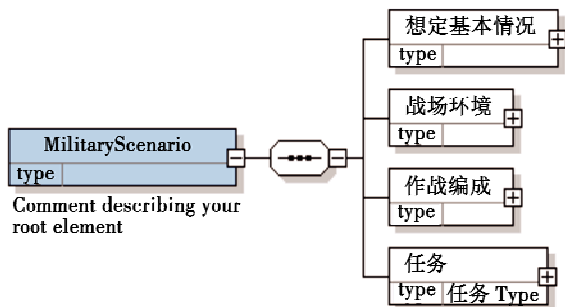 想定基本情况
type
战场环境
type
MilitaryScenario
type
Comment describing your
root element
作战编成
type
任务
type 任务 Type